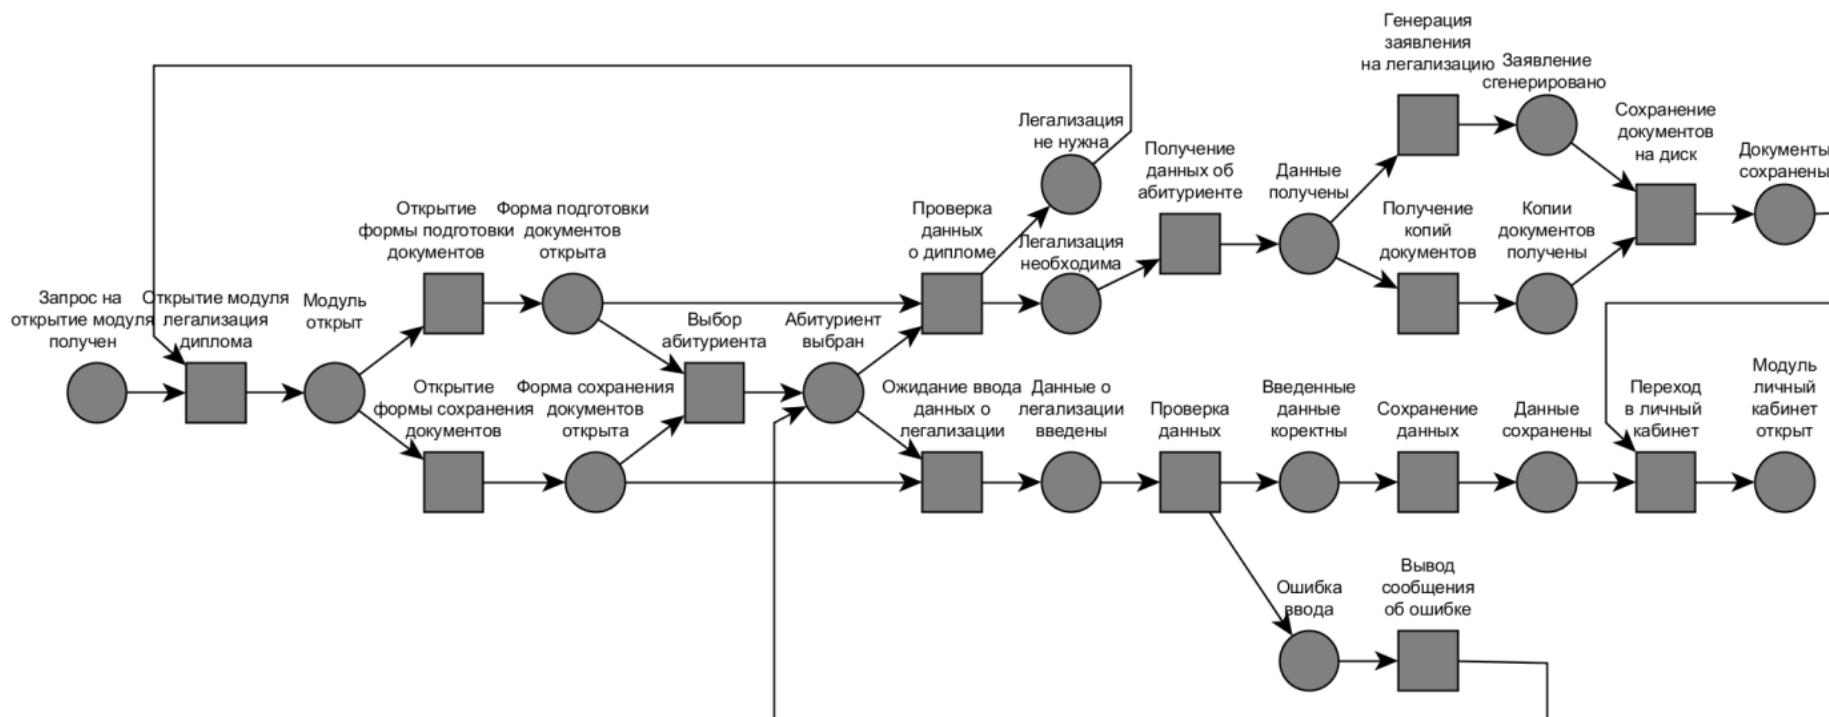 Генерация
заявления
на легализацию
Заявление
сгенерировано
Сохранение
документов
на диск
Документы
сохранены
Легализация
не нужна
Получение
данных об
абитуриенте
Данные
получены
Открытие
формы подготовки
документов
Форма подготовки
документов
открыта
Проверка
данных
о дипломе
Легализация
необходима
Получение
копий
документов
Копии
документов
получены
Запрос на
открытие модуля
получен
Открытие модуля
легализация
диплома
Модуль
открыт
Выбор
абитуриента
Абитуриент
выбран
Открытие
формы сохранения
документов
Форма сохранения
документов
открыта
Ожидание ввода
данных о
легализации
Данные о
легализации
введены
Проверка
данных
Введенные
данные
коректны
Сохранение
данных
Данные
сохранены
Переход
в личный
кабинет
Модуль
личный
кабинет
открыт
Ошибка
ввода
Вывод
сообщения
об ошибке